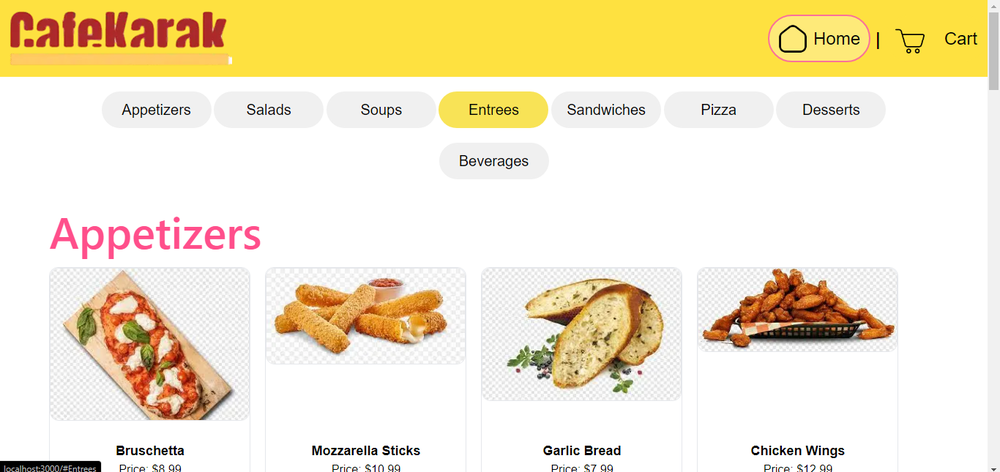 CafeKarak
Home | Cart
Appetizers Salads Soups Entrees Sandwiches Pizza Desserts
Beverages
Appetizers
Bruschetta Mozzarella Sticks Garlic Bread Chicken Wings
Price: $8.99 Price: $10.99 Price: $7.99 Price: $12.99
localhost:3000/#Entrees